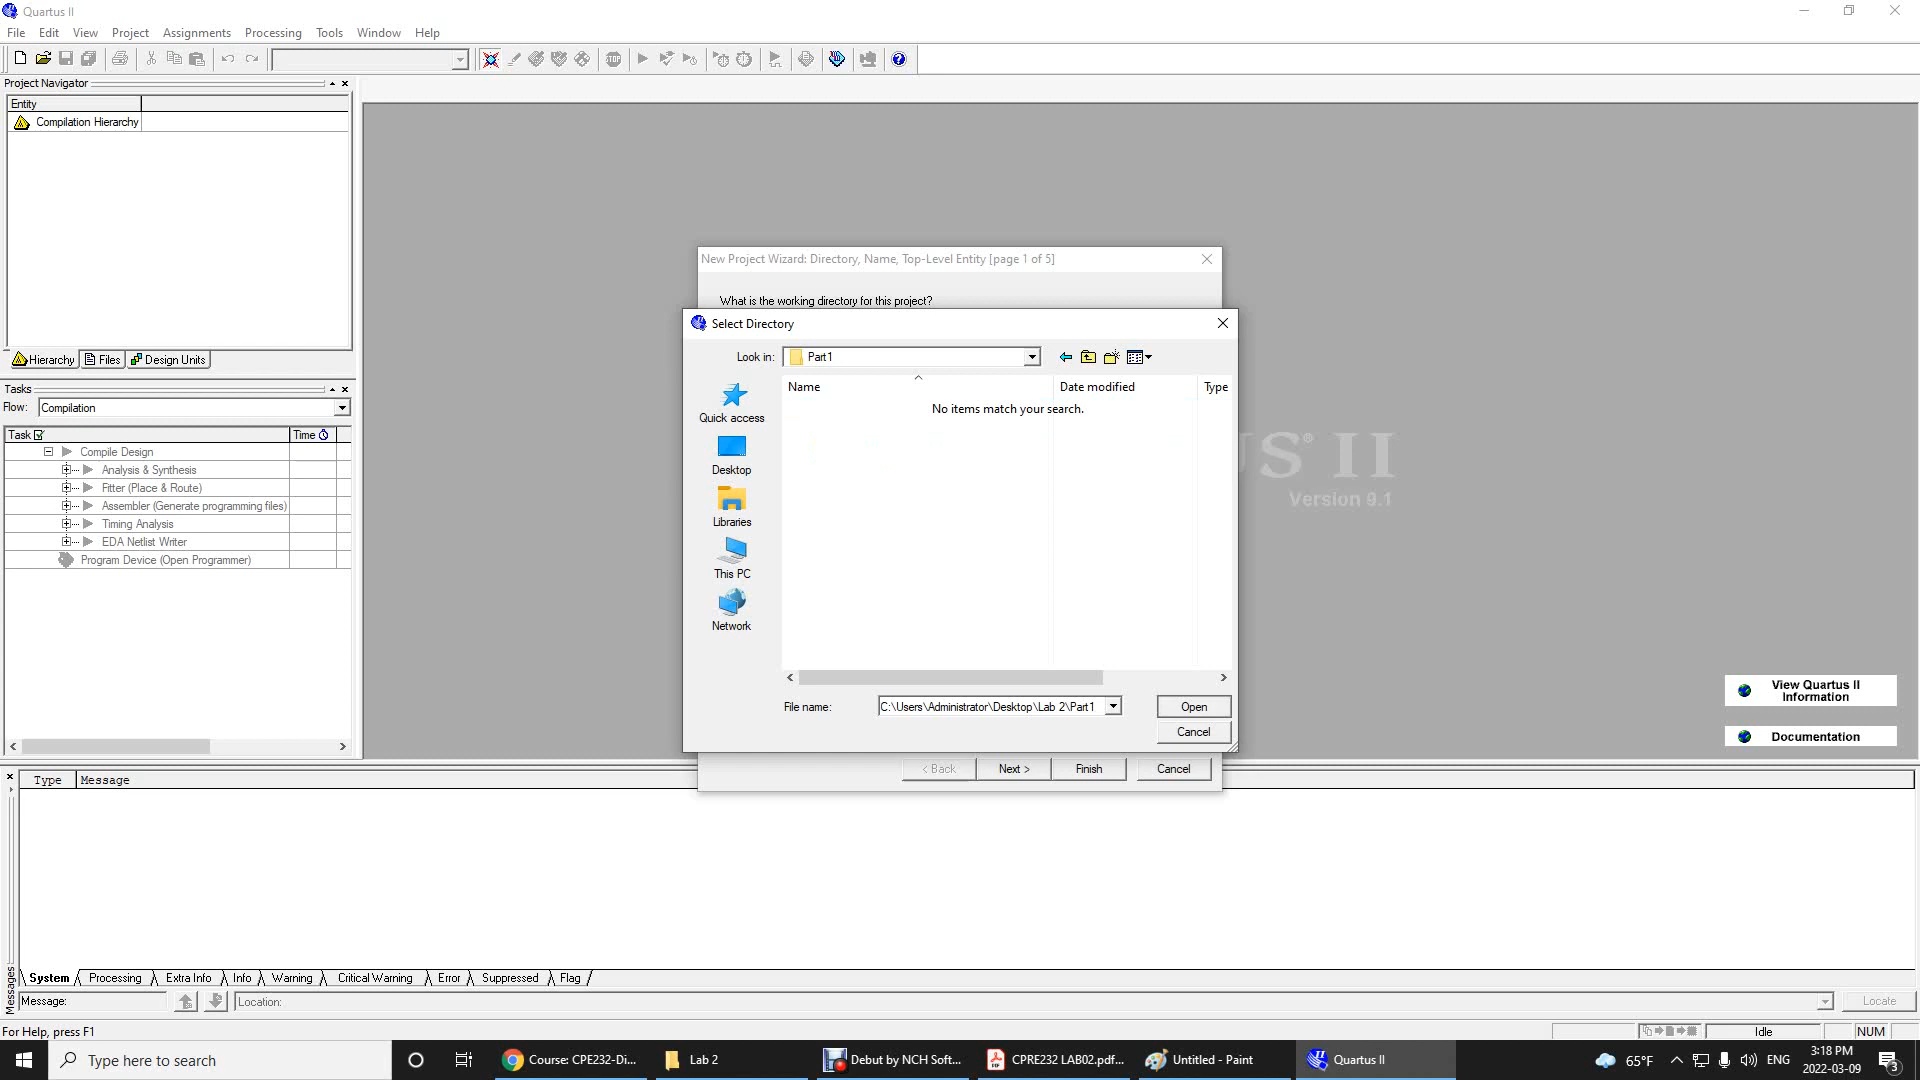 Quartus II
File Edit View Project Assignments Processing Tools Window Help
Project Navigator
Entity
Compilation Hierarchy
Hierarchy Files Design Units
Tasks
Flow: Compilation
Task Time
Compile Design
Analysis & Synthesis
Fitter (Place & Route)
Assembler (Generate programming files)
Timing Analysis
EDA Netlist Writer
Program Device (Open Programmer)
New Project Wizard: Directory, Name, Top-Level Entity [page 1 of 5]
What is the working directory for this project?
Select Directory
Look in: Part1
Name Date modified Type
No items match your search.
Quick access
Desktop
Libraries
This PC
Network
File name: C:\Users\Administrator\Desktop\Lab 2\Part1 Open
Cancel
< Back Next > Finish Cancel
US® II
Version 9.1
View Quartus II
Information
Documentation
Type Message
System Processing Extra Info Info Warning Critical Warning Error Suppressed Flag
Messages
Message: Location: Locate
For Help, press F1 Idle NUM
Type here to search Course: CPE232-Di... Lab 2 Debut by NCH Soft... CPRE232 LAB02.pdf... Untitled - Paint Quartus II 65°F ENG 3:18 PM
2022-03-09 3
STOP